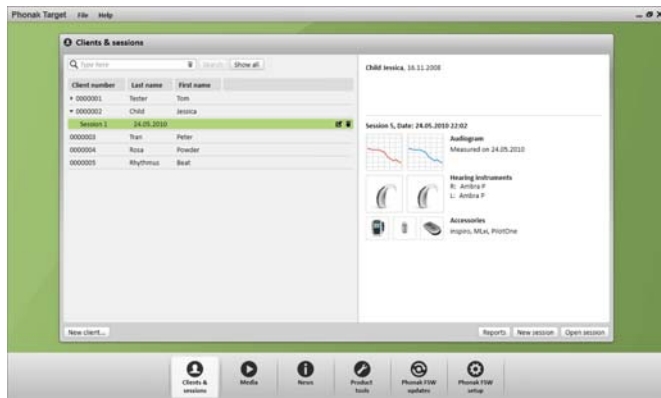 Phonak Target File Help
Clients & sessions
Type here Search Show all
Client number Last name First name
0000001 Tester Tom
0000002 Child Jessica
Session 1 24.05.2010
0000003 Tran Peter
0000004 Rosa Powder
0000005 Rhythmus Beat
New client...
Child Jessica, 16.11.2008
Session 5, Date: 24.05.2010 22:02
Audiogram
Measured on 24.05.2010
Hearing instruments
R: Ambra P
L: Ambra P
Accessories
inspiro, MLxi, PilotOne
Reports New session Open session
Clients & sessions
Media
News
Product tools
Phonak FSW updates
Phonak FSW setup